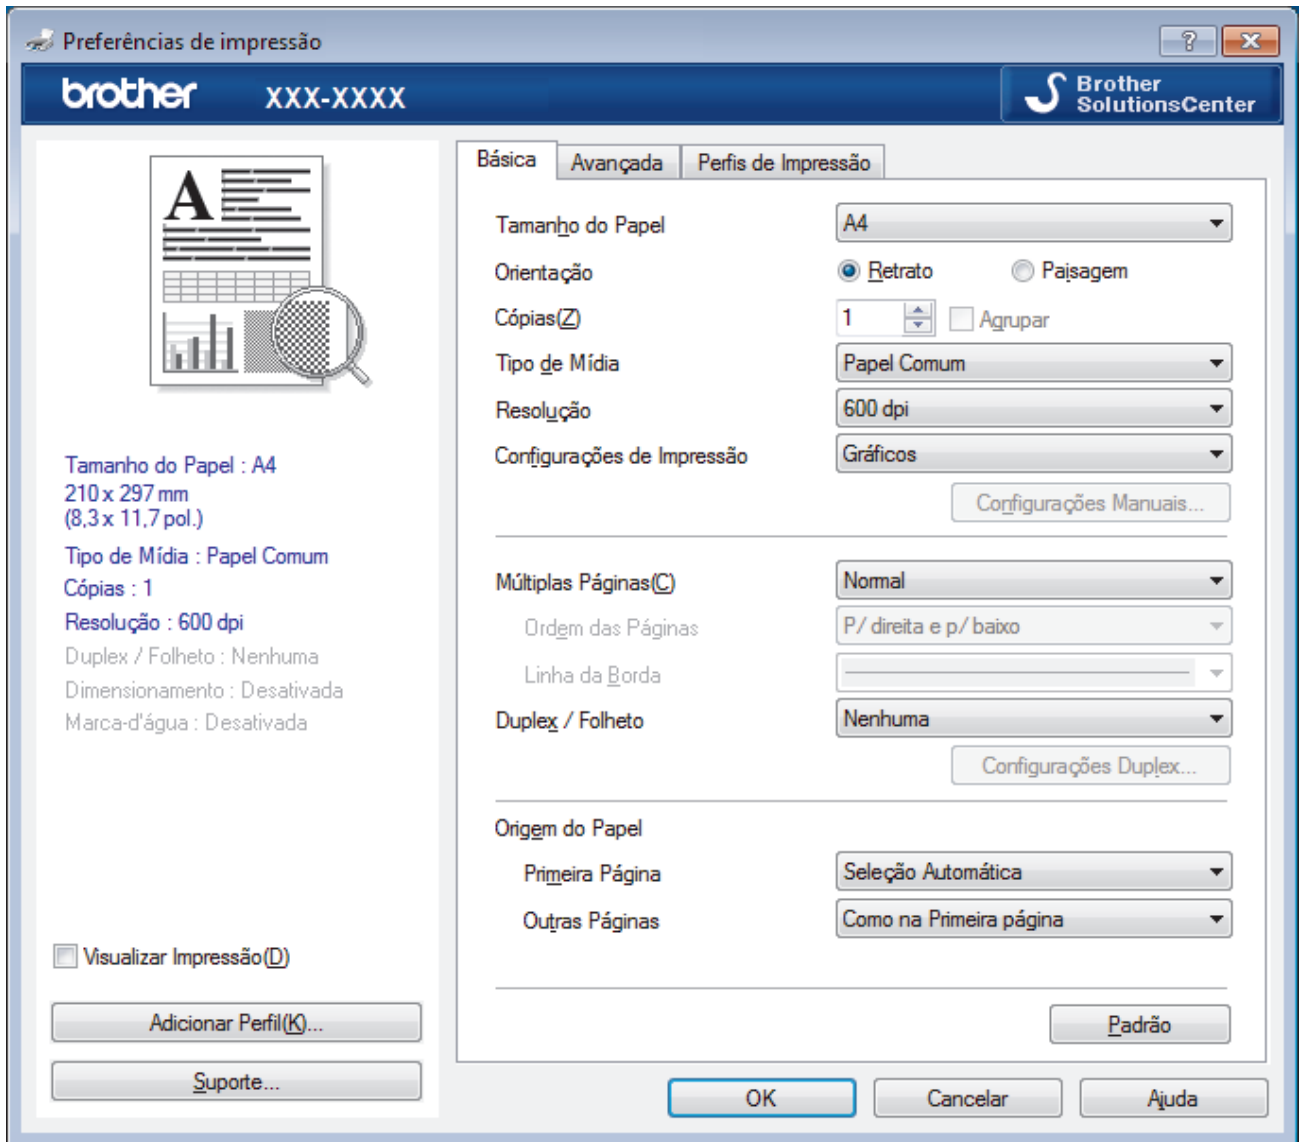 Preferências de impressão
brother XXX-XXXX
Brother
SolutionsCenter
A
Tamanho do Papel : A4
210 x 297 mm
(8,3 x 11,7 pol.)
Tipo de Mídia : Papel Comum
Cópias : 1
Resolução : 600 dpi
Duplex / Folheto : Nenhuma
Dimensionamento : Desativada
Marca-d'água : Desativada
Visualizar Impressão(D)
Adicionar Perfil(K)...
Suporte...
Básica Avançada Perfis de Impressão
Tamanho do Papel A4
Orientação Retrato Paisagem
Cópias(Z) 1 Agrupar
Tipo de Mídia Papel Comum
Resolução 600 dpi
Configurações de Impressão Gráficos
Configurações Manuais...
Múltiplas Páginas(C) Normal
Ordem das Páginas P/ direita e p/ baixo
Linha da Borda
Duplex / Folheto Nenhuma
Configurações Duplex...
Origem do Papel
Primeira Página Seleção Automática
Outras Páginas Como na Primeira página
Padrão
OK Cancelar Ajuda